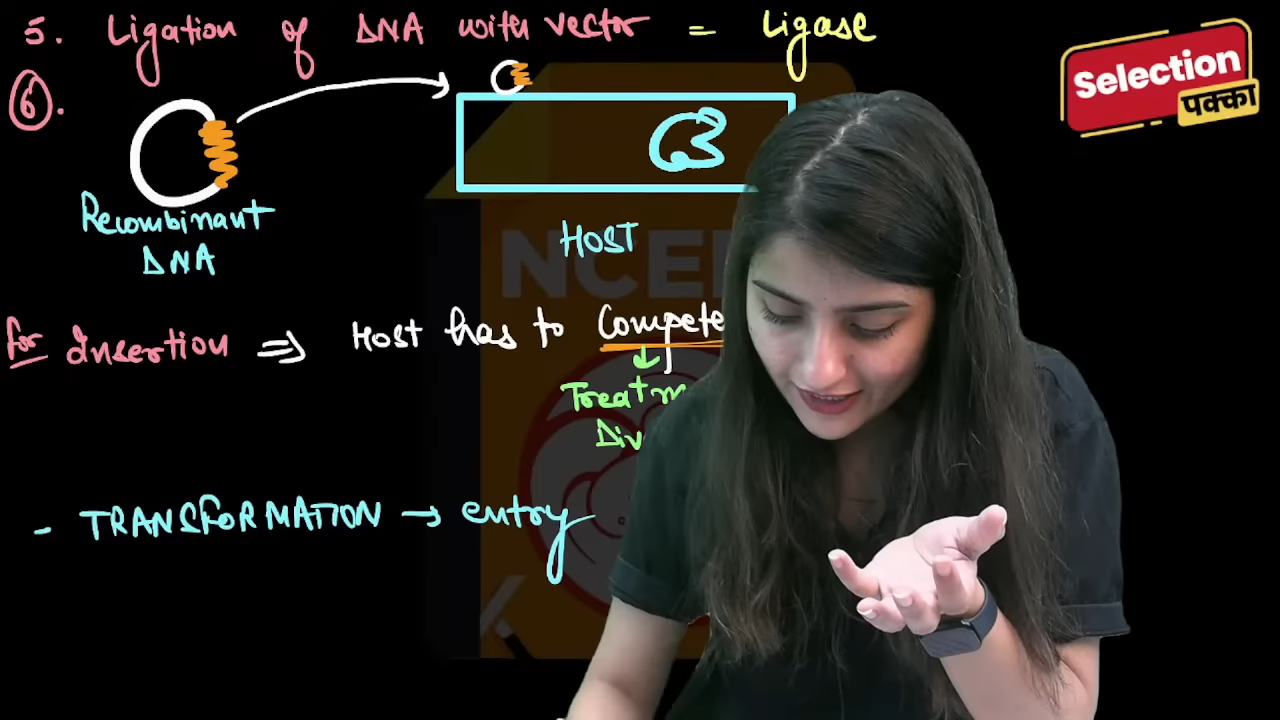 5. Ligation of DNA with vector = Ligase
6.
Recombinant
DNA
HOST
for Insertion ⇒ HOST has to Compete
TRANSFORMATION → entry
Selection
पक्का